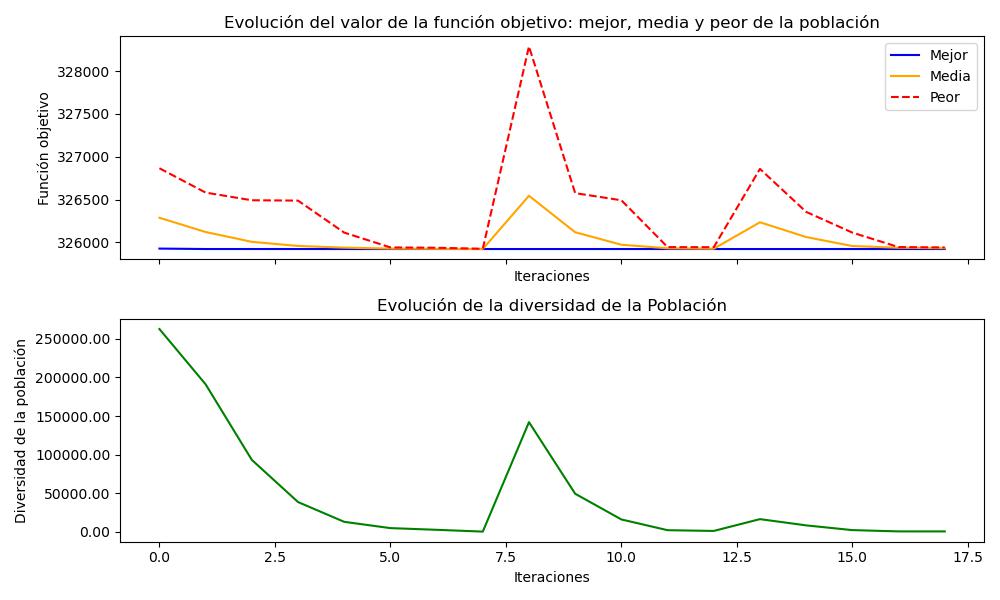 Evolución del valor de la función objetivo: mejor, media y peor de la población
Función objetivo
328000
327500
327000
326500
326000
Mejor
Media
Peor
Iteraciones
Evolución de la diversidad de la Población
Diversidad de la población
250000.00
200000.00
150000.00
100000.00
50000.00
0.00
0.0 2.5 5.0 7.5 10.0 12.5 15.0 17.5
Iteraciones